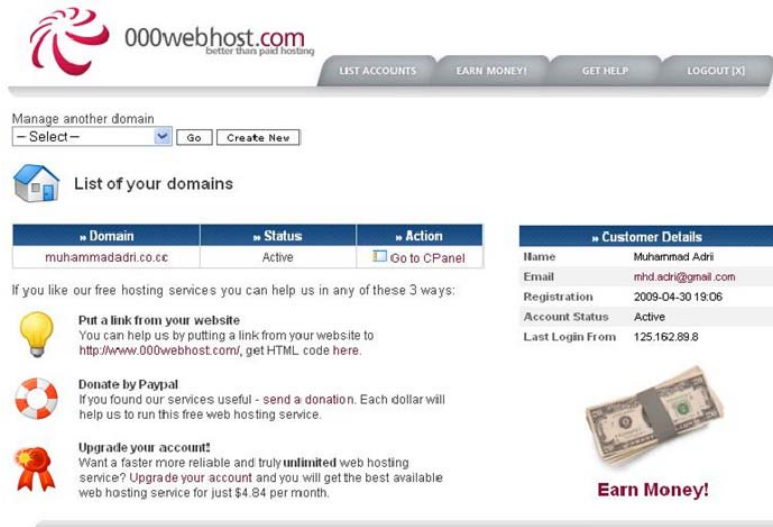 000webhost.com
better than paid hosting
LIST ACCOUNTS
EARN MONEY!
GET HELP
LOGOUT [X]
Manage another domain
– Select –
Go
Create New
List of your domains
» Domain
» Status
» Action
muhammadadri.co.cc
Active
Go to CPanel
If you like our free hosting services you can help us in any of these 3 ways:
Put a link from your website
You can help us by putting a link from your website to
http://www.000webhost.com/, get HTML code here.
Donate by Paypal
If you found our services useful - send a donation. Each dollar will
help us to run this free web hosting service.
Upgrade your account!
Want a faster more reliable and truly unlimited web hosting
service? Upgrade your account and you will get the best available
web hosting service for just $4.84 per month.
» Customer Details
Name Muhammad Adri
Email mhd.adri@gmail.com
Registration 2009-04-30 19:06
Account Status Active
Last Login From 125.162.89.8
Earn Money!